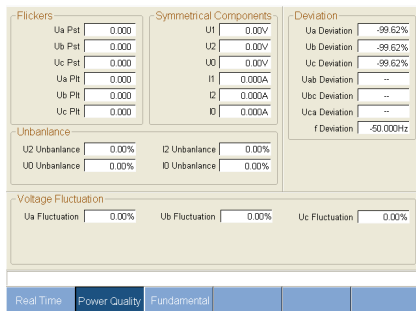 Flickers
Ua Pst 0.000
Ub Pst 0.000
Uc Pst 0.000
Ua Plt 0.000
Ub Plt 0.000
Uc Plt 0.000
Symmetrical Components
U1 0.00V
U2 0.00V
U0 0.00V
I1 0.000A
I2 0.000A
I0 0.000A
Deviation
Ua Deviation -99.62%
Ub Deviation -99.62%
Uc Deviation -99.62%
Uab Deviation --
Ubc Deviation --
Uca Deviation --
f Deviation -50.000Hz
Unbanlance
U2 Unbanlance 0.00% I2 Unbanlance 0.00%
U0 Unbanlance 0.00% I0 Unbanlance 0.00%
Voltage Fluctuation
Ua Fluctuation 0.00% Ub Fluctuation 0.00% Uc Fluctuation 0.00%
Real Time Power Quality Fundamental